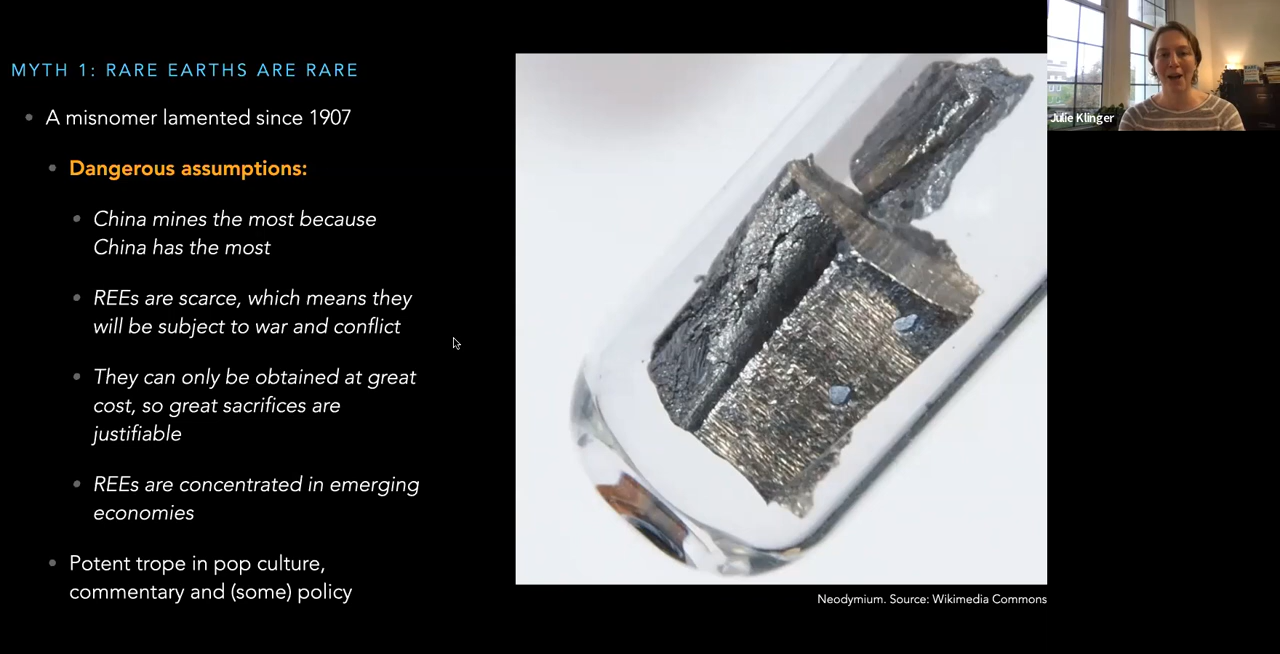 MYTH 1: RARE EARTHS ARE RARE
A misnomer lamented since 1907
Dangerous assumptions:
China mines the most because
China has the most
REEs are scarce, which means they
will be subject to war and conflict
They can only be obtained at great
cost, so great sacrifices are
justifiable
REEs are concentrated in emerging
economies
Potent trope in pop culture,
commentary and (some) policy
Neodymium. Source: Wikimedia Commons
Julie Klinger